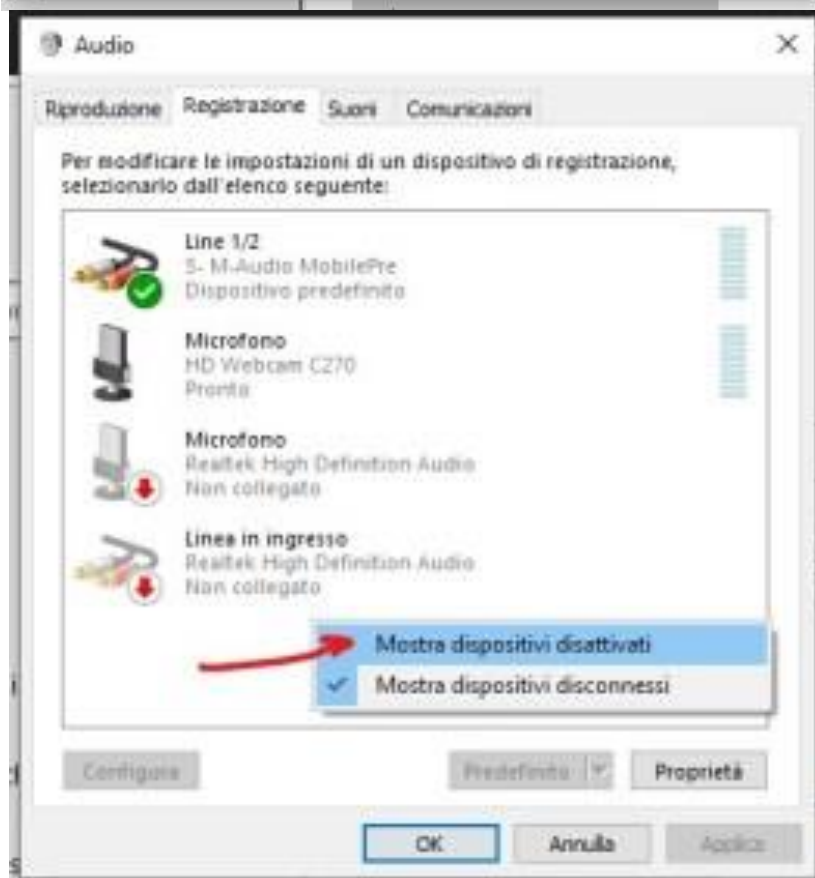 Audio
Riproduzione Registrazione Suoni Comunicazioni
Per modificare le impostazioni di un dispositivo di registrazione,
selezionarlo dall'elenco seguente:
Line 1/2
5- M-Audio MobilePre
Dispositivo predefinito
Microfono
HD Webcam C270
Pronto
Microfono
Realtek High Definition Audio
Non collegato
Linea in ingresso
Realtek High Definition Audio
Non collegato
Mostra dispositivi disattivati
Mostra dispositivi disconnessi
Configura Predefinito Proprietà
OK Annulla Applica